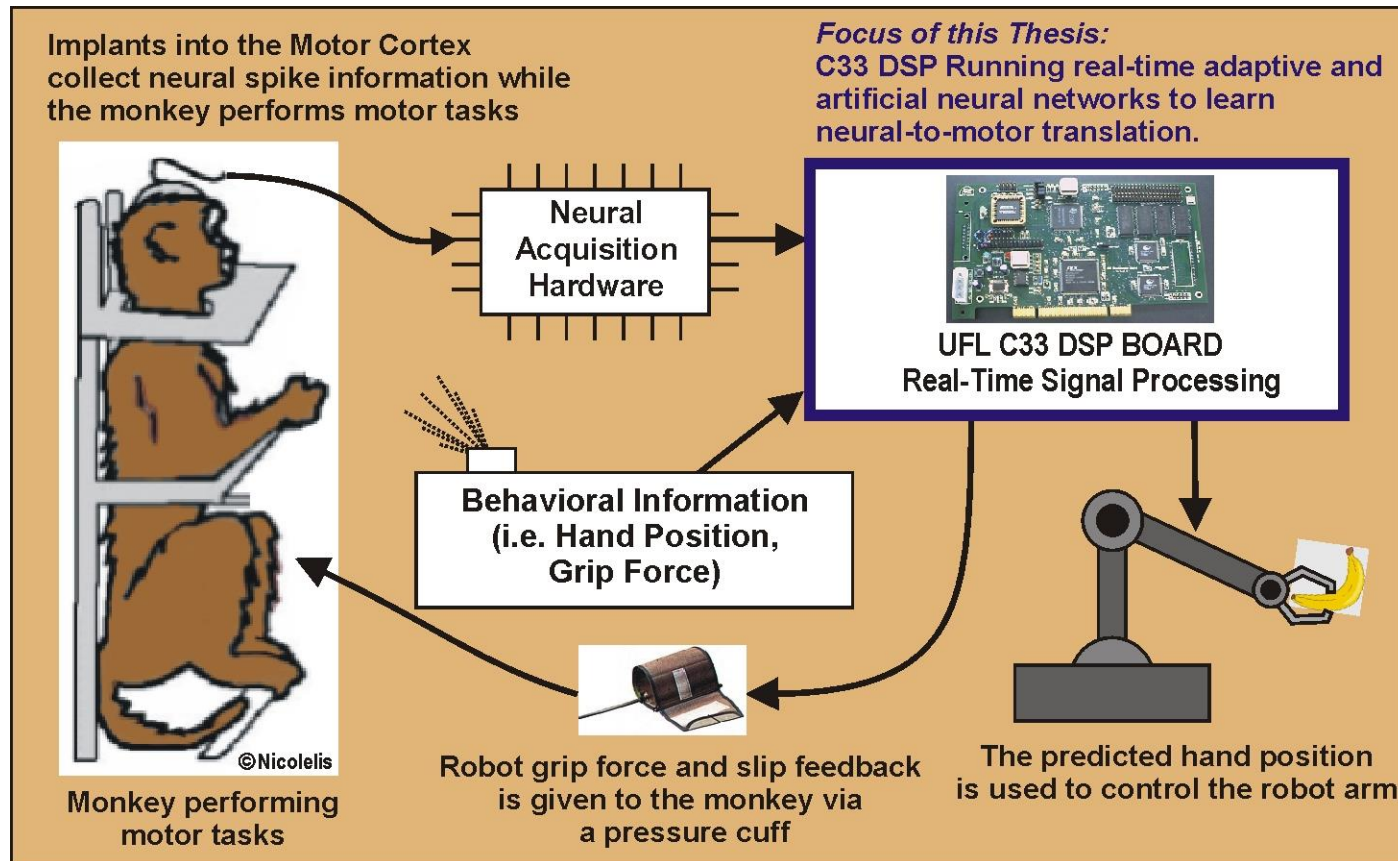 Implants into the Motor Cortex
collect neural spike information while
the monkey performs motor tasks
Focus of this Thesis:
C33 DSP Running real-time adaptive and
artificial neural networks to learn
neural-to-motor translation.
Neural
Acquisition
Hardware
UFL C33 DSP BOARD
Real-Time Signal Processing
Behavioral Information
(i.e. Hand Position,
Grip Force)
©Nicolelis
Monkey performing
motor tasks
Robot grip force and slip feedback
is given to the monkey via
a pressure cuff
The predicted hand position
is used to control the robot arm